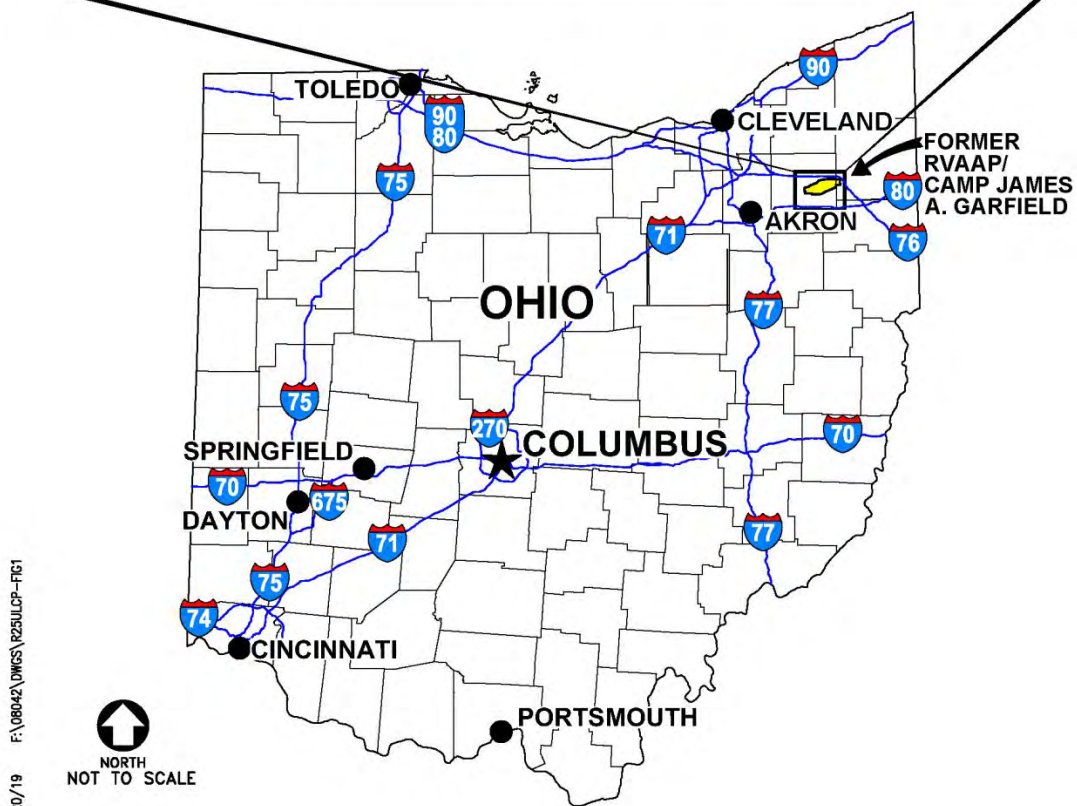 TOLEDO
90
80
90
CLEVELAND
FORMER
RVAAP/
CAMP JAMES
A. GARFIELD
80
75
AKRON
71
76
OHIO
77
75
270
COLUMBUS
70
SPRINGFIELD
70
675
DAYTON
71
77
75
74
CINCINNATI
PORTSMOUTH
NORTH
NOT TO SCALE
0/19 F:\08042\DWGS\R25ULCP-FIG1